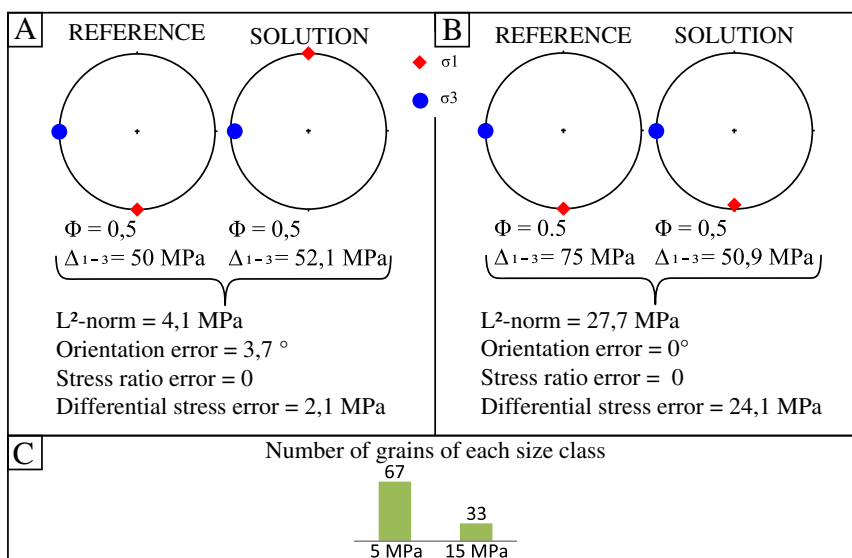 A
REFERENCE SOLUTION
Φ = 0,5 Φ = 0,5
Δ₁₋₃= 50 MPa Δ₁₋₃= 52,1 MPa
L²-norm = 4,1 MPa
Orientation error = 3,7 °
Stress ratio error = 0
Differential stress error = 2,1 MPa
σ1
σ3
B
REFERENCE SOLUTION
Φ = 0.5 Φ = 0,5
Δ₁₋₃= 75 MPa Δ₁₋₃= 50,9 MPa
L²-norm = 27,7 MPa
Orientation error = 0°
Stress ratio error = 0
Differential stress error = 24,1 MPa
C
Number of grains of each size class
67
33
5 MPa 15 MPa